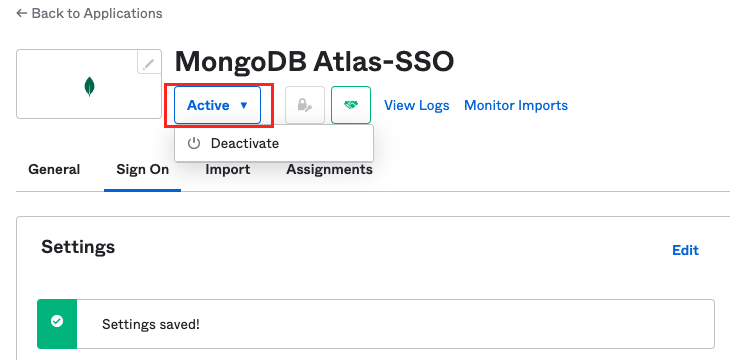 ← Back to Applications
MongoDB Atlas-SSO
Active ▼ View Logs Monitor Imports
Deactivate
General Sign On Import Assignments
Settings Edit
Settings saved!